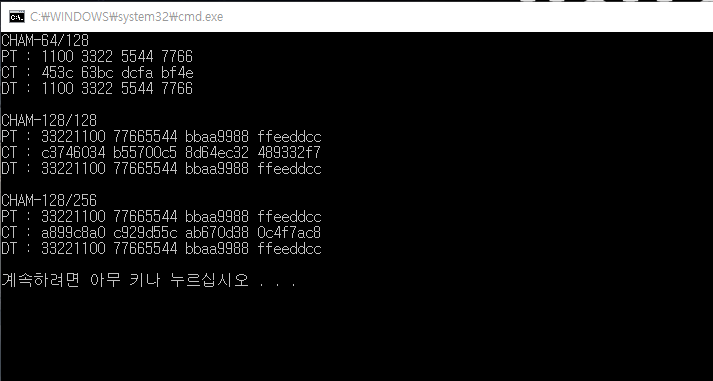 C:\WINDOWS\system32\cmd.exe
CHAM-64/128
PT : 1100 3322 5544 7766
CT : 453c 63bc dcfa bf4e
DT : 1100 3322 5544 7766
CHAM-128/128
PT : 33221100 77665544 bbaa9988 ffeeddcc
CT : c3746034 b55700c5 8d64ec32 489332f7
DT : 33221100 77665544 bbaa9988 ffeeddcc
CHAM-128/256
PT : 33221100 77665544 bbaa9988 ffeeddcc
CT : a899c8a0 c929d55c ab670d38 0c4f7ac8
DT : 33221100 77665544 bbaa9988 ffeeddcc
계속하려면 아무 키나 누르십시오 . . .